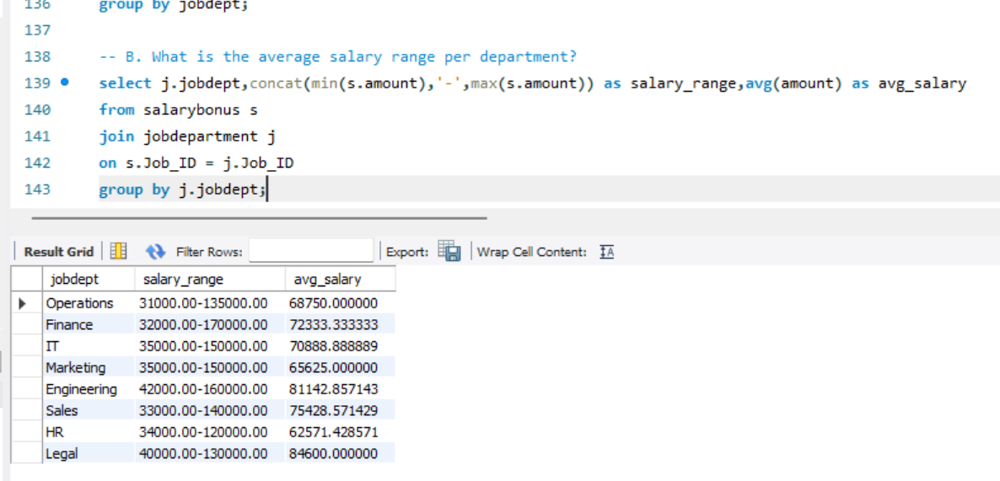 136 group by jobdept;
137
138 -- B. What is the average salary range per department?
139 select j.jobdept,concat(min(s.amount),'-',max(s.amount)) as salary_range,avg(amount) as avg_salary
140 from salarybonus s
141 join jobdepartment j
142 on s.Job_ID = j.Job_ID
143 group by j.jobdept;
Result Grid Filter Rows: Export: Wrap Cell Content: IA
jobdept salary_range avg_salary
Operations 31000.00-135000.00 68750.000000
Finance 32000.00-170000.00 72333.333333
IT 35000.00-150000.00 70888.888889
Marketing 35000.00-150000.00 65625.000000
Engineering 42000.00-160000.00 81142.857143
Sales 33000.00-140000.00 75428.571429
HR 34000.00-120000.00 62571.428571
Legal 40000.00-130000.00 84600.000000